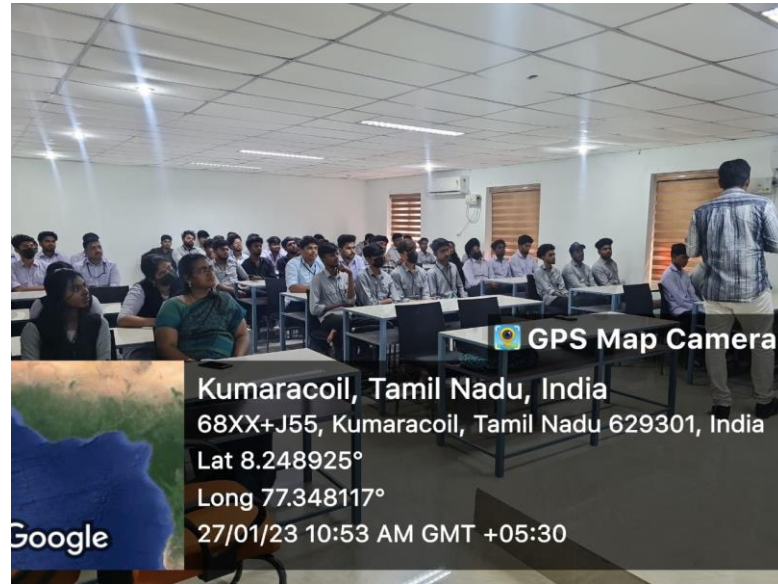 GPS Map Camera
Kumaracoil, Tamil Nadu, India
68XX+J55, Kumaracoil, Tamil Nadu 629301, India
Lat 8.248925°
Long 77.348117°
27/01/23 10:53 AM GMT +05:30
Google